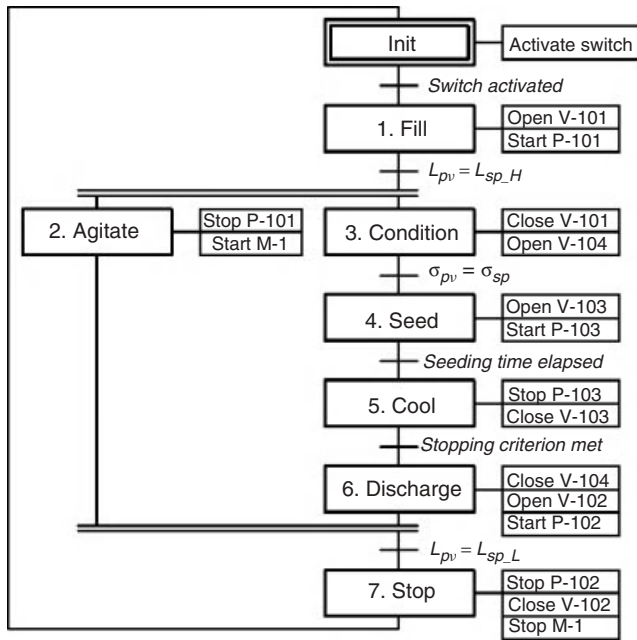 Init
Activate switch
Switch activated
1. Fill
Open V-101
Start P-101
L_pv = L_sp_H
2. Agitate
Stop P-101
Start M-1
3. Condition
Close V-101
Open V-104
σ_pv = σ_sp
4. Seed
Open V-103
Start P-103
Seeding time elapsed
5. Cool
Stop P-103
Close V-103
Stopping criterion met
6. Discharge
Close V-104
Open V-102
Start P-102
L_pv = L_sp_L
7. Stop
Stop P-102
Close V-102
Stop M-1